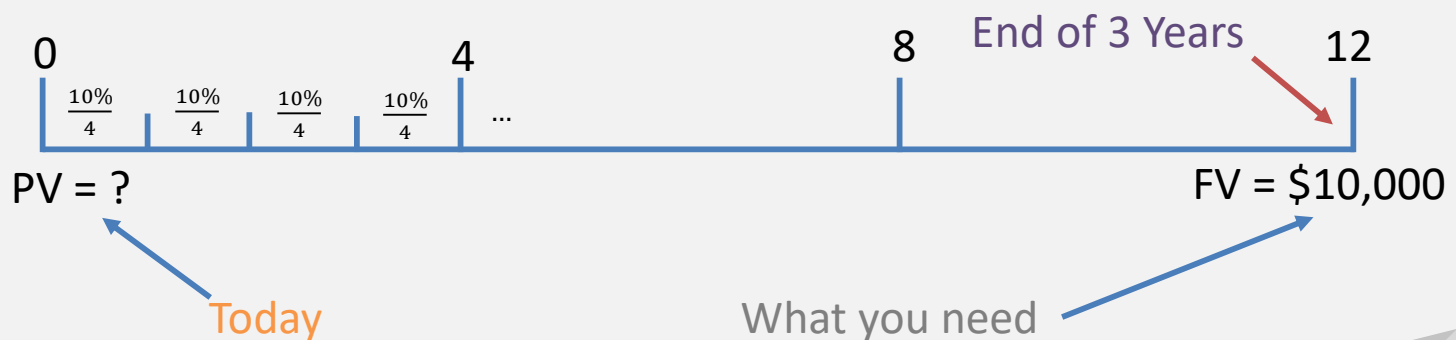 0 4 8 End of 3 Years 12
10%/4 10%/4 10%/4 10%/4 ...
PV = ? FV = $10,000
Today What you need